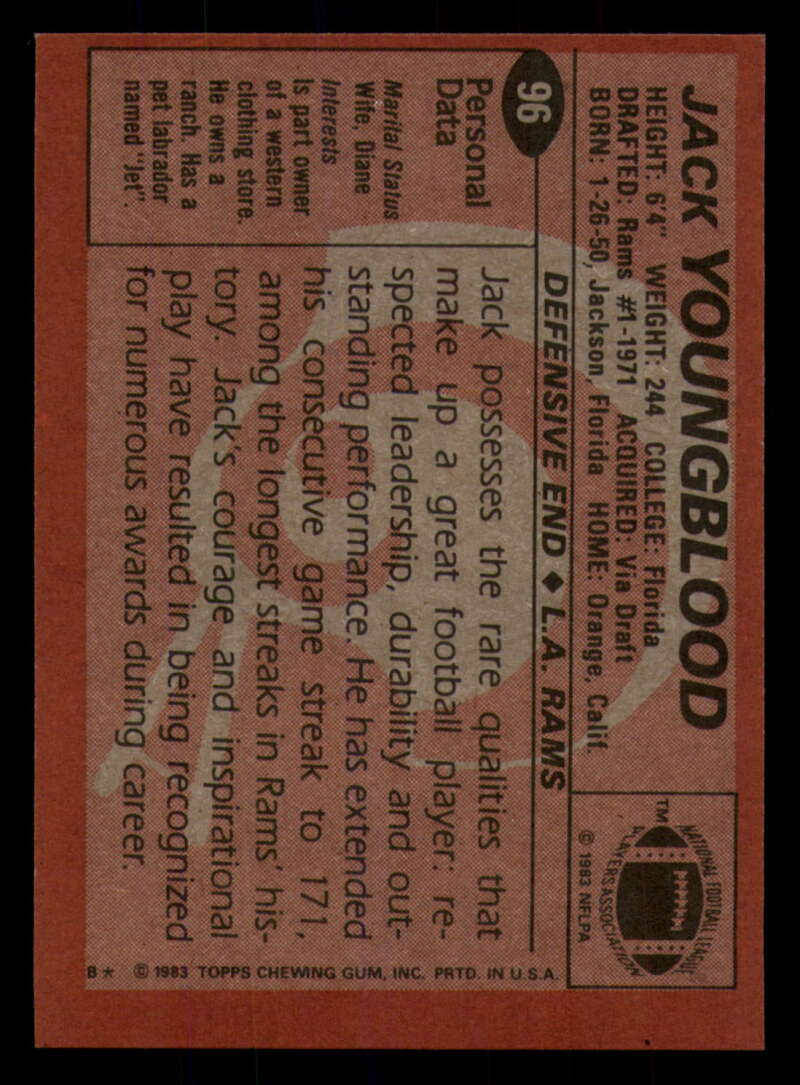 JACK YOUNGBLOOD
HEIGHT: 6'4" WEIGHT: 244 COLLEGE: Florida
DRAFTED: Rams #1-1971 ACQUIRED: Via Draft
BORN: 1-26-50, Jackson, Florida HOME: Orange, Calif.
TM
NATIONAL FOOTBALL LEAGUE
PLAYERS ASSOCIATION
© 1983 NFLPA
96
DEFENSIVE END ♦ L.A. RAMS
Personal
Data
Marital Status
Wife, Diane
Interests
Is part owner
of a western
clothing store.
He owns a
ranch. Has a
pet labrador
named "Jet".
Jack possesses the rare qualities that
make up a great football player: re-
spected leadership, durability and out-
standing performance. He has extended
his consecutive game streak to 171,
among the longest streaks in Rams' his-
tory. Jack's courage and inspirational
play have resulted in being recognized
for numerous awards during career.
B* © 1983 TOPPS CHEWING GUM, INC. PRTD. IN U.S.A.